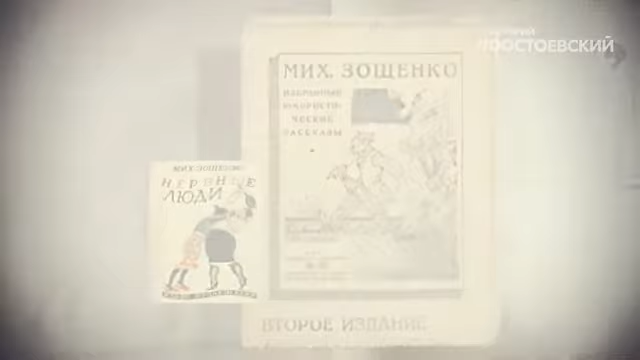 ДОСТОЕВСКИЙ
МИХ. ЗОЩЕНКО
ИЗБРАННЫЕ
ЮМОРИСТИ-
ЧЕСКИЕ
РАССКАЗЫ
МИХ. ЗОЩЕНКО
НЕРВНЫЕ
ЛЮДИ
ВТОРОЕ ИЗДАНИЕ